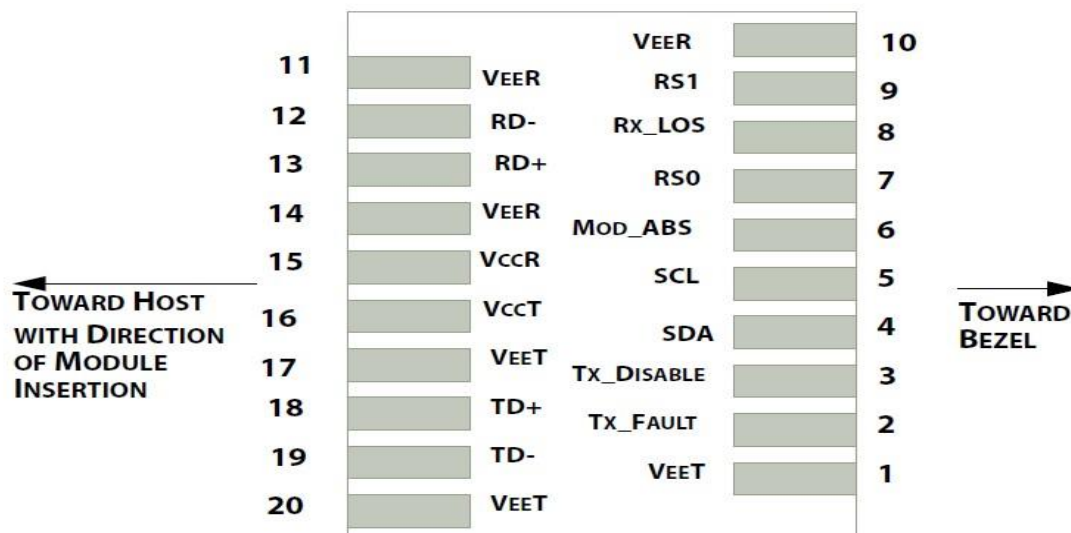 11
VEER
12
RD-
13
RD+
14
VEER
15
VCCR
16
VCCT
17
VEET
18
TD+
19
TD-
20
VEET
TOWARD HOST
WITH DIRECTION
OF MODULE
INSERTION
VEER
10
RS1
9
RX_LOS
8
RS0
7
MOD_ABS
6
SCL
5
SDA
4
TX_DISABLE
3
TX_FAULT
2
VEET
1
TOWARD
BEZEL